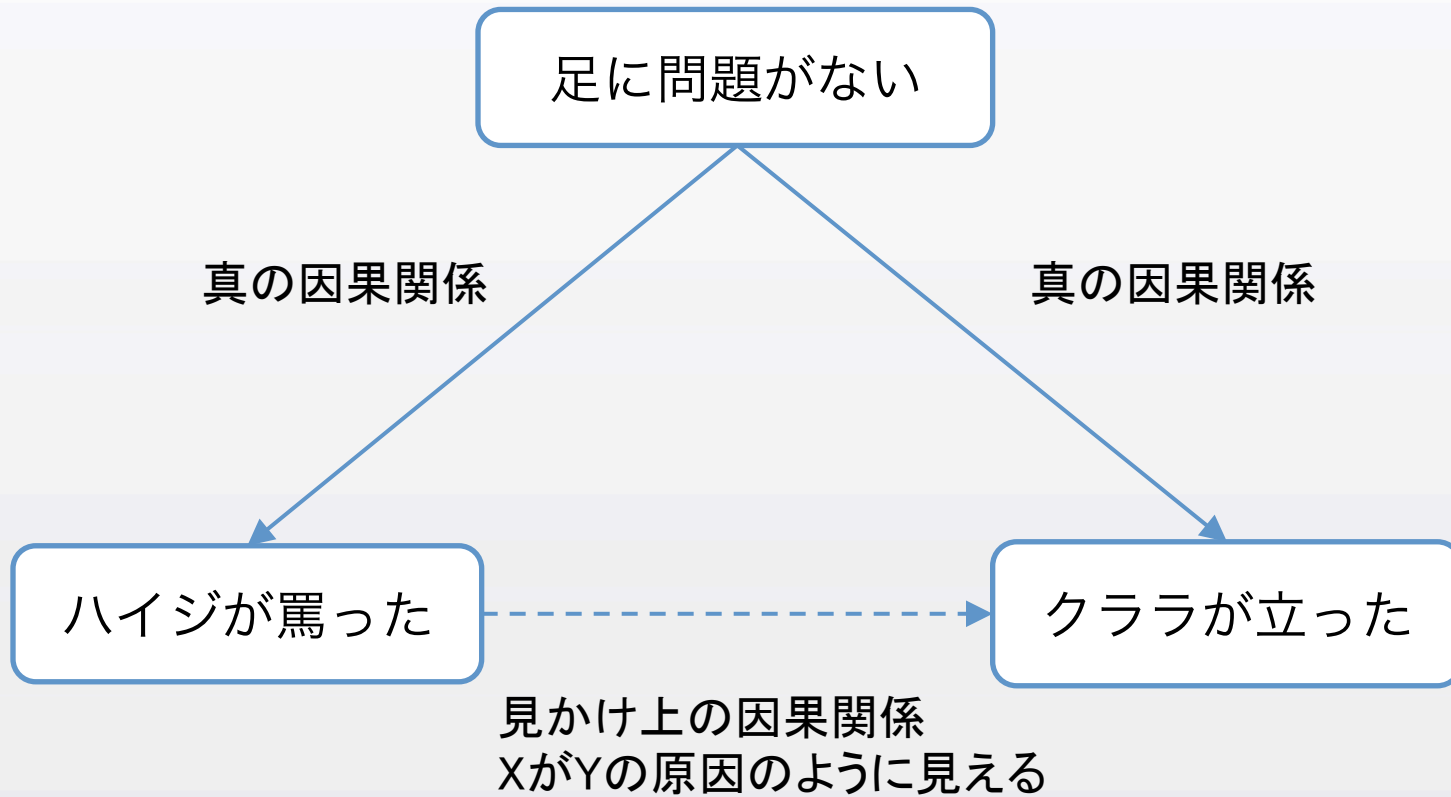 足に問題がない
真の因果関係
真の因果関係
ハイジが罵った
クララが立った
見かけ上の因果関係
XがYの原因のように見える